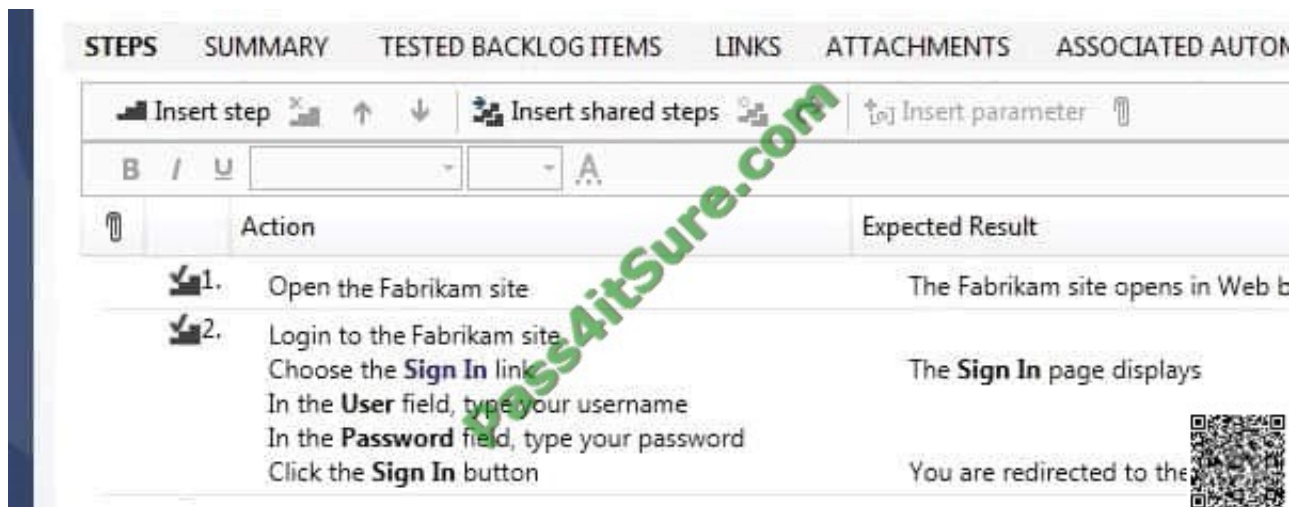 STEPS SUMMARY TESTED BACKLOG ITEMS LINKS ATTACHMENTS ASSOCIATED AUTOM
Insert step Insert shared steps Insert parameter
B I U A
Action Expected Result
1. Open the Fabrikam site The Fabrikam site opens in Web b
2. Login to the Fabrikam site
Choose the Sign In link The Sign In page displays
In the User field, type your username
In the Password field, type your password
Click the Sign In button You are redirected to the
Pass4itSure.com